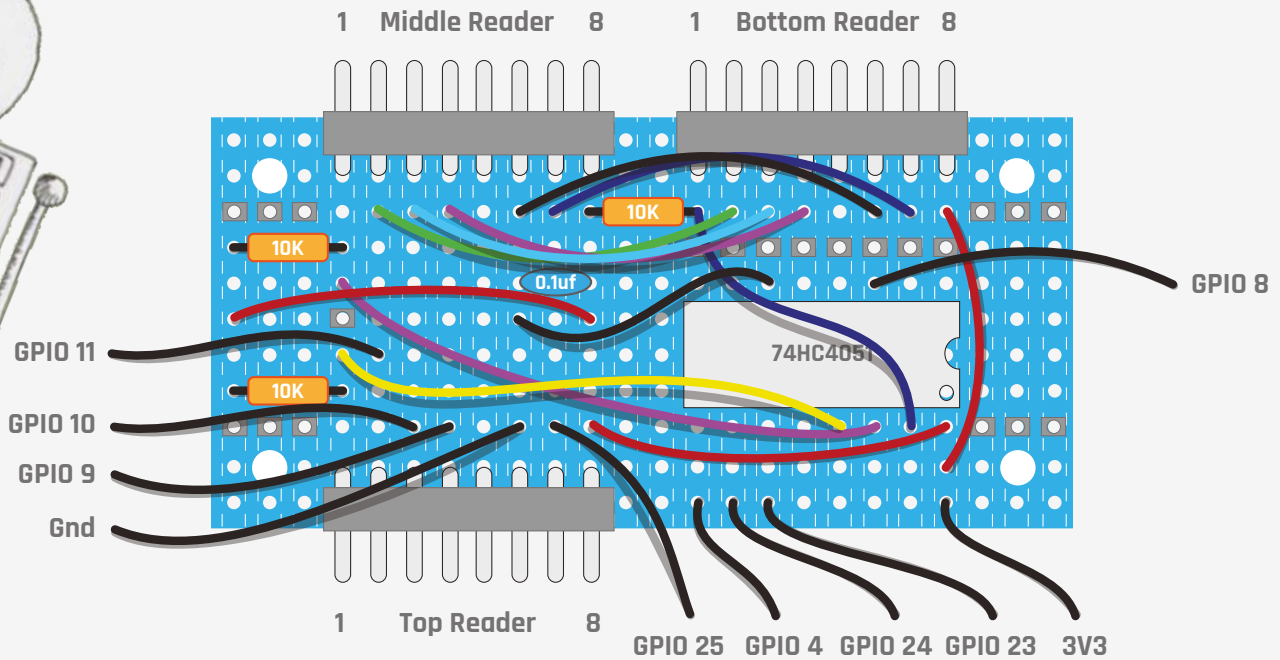 1 Middle Reader 8 1 Bottom Reader 8
10K
10K
0.1uf
GPIO 8
GPIO 11
74HC4051
10K
GPIO 10
GPIO 9
Gnd
1 Top Reader 8
GPIO 25 GPIO 4 GPIO 24 GPIO 23 3V3